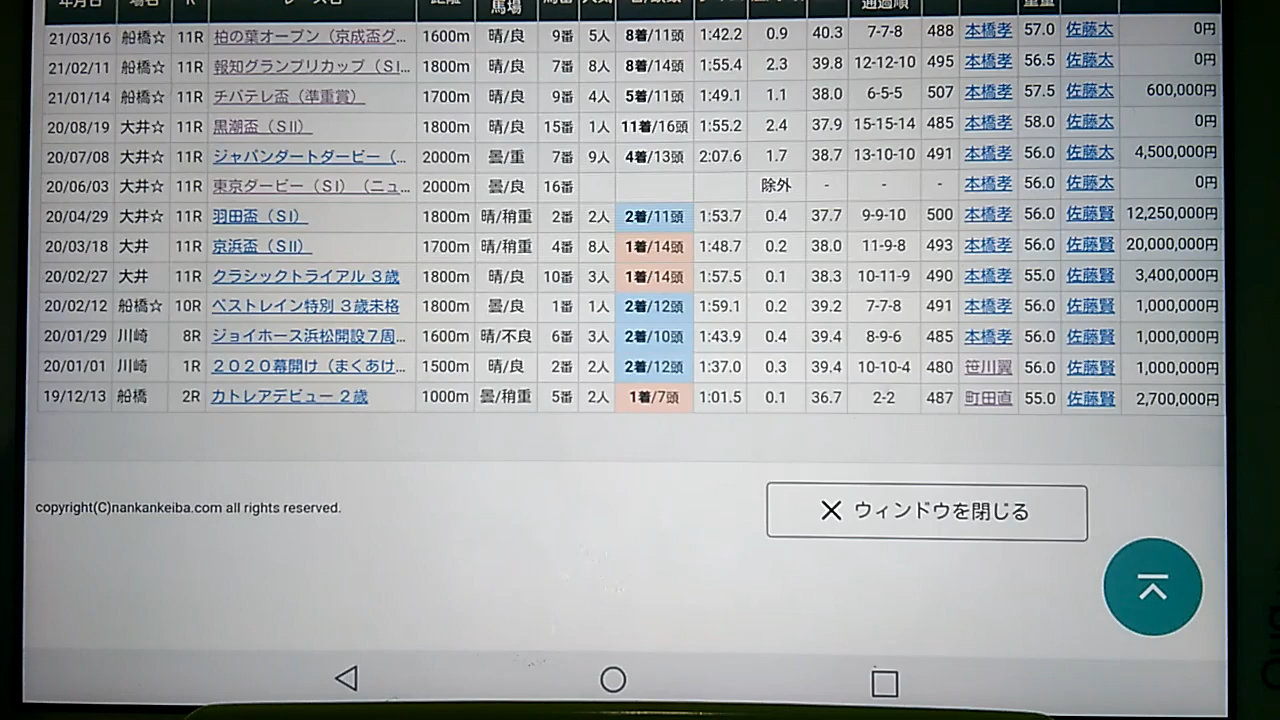 年月日 場名 R レース名 距離 馬場 馬番 人気 通過順 重量
21/03/16 船橋☆ 11R 柏の葉オープン（京成盃グ… 1600m 晴/良 9番 5人 8着/11頭 1:42.2 0.9 40.3 7-7-8 488 本橋孝 57.0 佐藤太 0円
21/02/11 船橋☆ 11R 報知グランプリカップ（ＳⅠ… 1800m 晴/良 7番 8人 8着/14頭 1:55.4 2.3 39.8 12-12-10 495 本橋孝 56.5 佐藤太 0円
21/01/14 船橋☆ 11R チバテレ盃（準重賞） 1700m 晴/良 9番 4人 5着/11頭 1:49.1 1.1 38.0 6-5-5 507 本橋孝 57.5 佐藤太 600,000円
20/08/19 大井☆ 11R 黒潮盃（ＳⅡ） 1800m 晴/良 15番 1人 11着/16頭 1:55.2 2.4 37.9 15-15-14 485 本橋孝 58.0 佐藤太 0円
20/07/08 大井☆ 11R ジャパンダートダービー（… 2000m 曇/重 7番 9人 4着/13頭 2:07.6 1.7 38.7 13-10-10 491 本橋孝 56.0 佐藤太 4,500,000円
20/06/03 大井☆ 11R 東京ダービー（ＳⅠ）（ニュ… 2000m 曇/良 16番 除外 - - - 本橋孝 56.0 佐藤太 0円
20/04/29 大井☆ 11R 羽田盃（ＳⅠ） 1800m 晴/稍重 2番 2人 2着/11頭 1:53.7 0.4 37.7 9-9-10 500 本橋孝 56.0 佐藤賢 12,250,000円
20/03/18 大井 11R 京浜盃（ＳⅡ） 1700m 晴/稍重 4番 8人 1着/14頭 1:48.7 0.2 38.0 11-9-8 493 本橋孝 56.0 佐藤賢 20,000,000円
20/02/27 大井 11R クラシックトライアル ３歳 1800m 晴/良 10番 3人 1着/14頭 1:57.5 0.1 38.3 10-11-9 490 本橋孝 55.0 佐藤賢 3,400,000円
20/02/12 船橋☆ 10R ベストレイン特別 ３歳未格 1800m 曇/良 1番 1人 2着/12頭 1:59.1 0.2 39.2 7-7-8 491 本橋孝 56.0 佐藤賢 1,000,000円
20/01/29 川崎 8R ジョイホース浜松開設７周… 1600m 晴/不良 6番 3人 2着/10頭 1:43.9 0.4 39.4 8-9-6 485 本橋孝 56.0 佐藤賢 1,000,000円
20/01/01 川崎 1R ２０２０幕開け（まくあけ… 1500m 晴/良 2番 2人 2着/12頭 1:37.0 0.3 39.4 10-10-4 480 笹川翼 56.0 佐藤賢 1,000,000円
19/12/13 船橋 2R カトレアデビュー ２歳 1000m 曇/稍重 5番 2人 1着/7頭 1:01.5 0.1 36.7 2-2 487 町田直 55.0 佐藤賢 2,700,000円
copyright(C)nankankeiba.com all rights reserved.
ウィンドウを閉じる